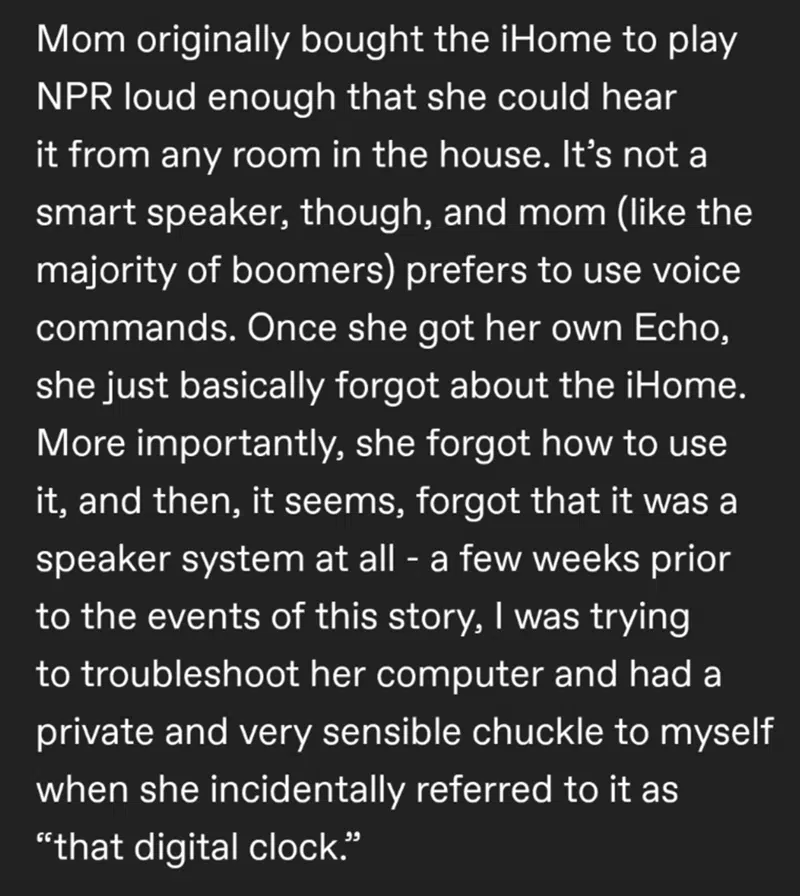 Mom originally bought the iHome to play
NPR loud enough that she could hear
it from any room in the house. It’s not a
smart speaker, though, and mom (like the
majority of boomers) prefers to use voice
commands. Once she got her own Echo,
she just basically forgot about the iHome.
More importantly, she forgot how to use
it, and then, it seems, forgot that it was a
speaker system at all - a few weeks prior
to the events of this story, I was trying
to troubleshoot her computer and had a
private and very sensible chuckle to myself
when she incidentally referred to it as
“that digital clock.”